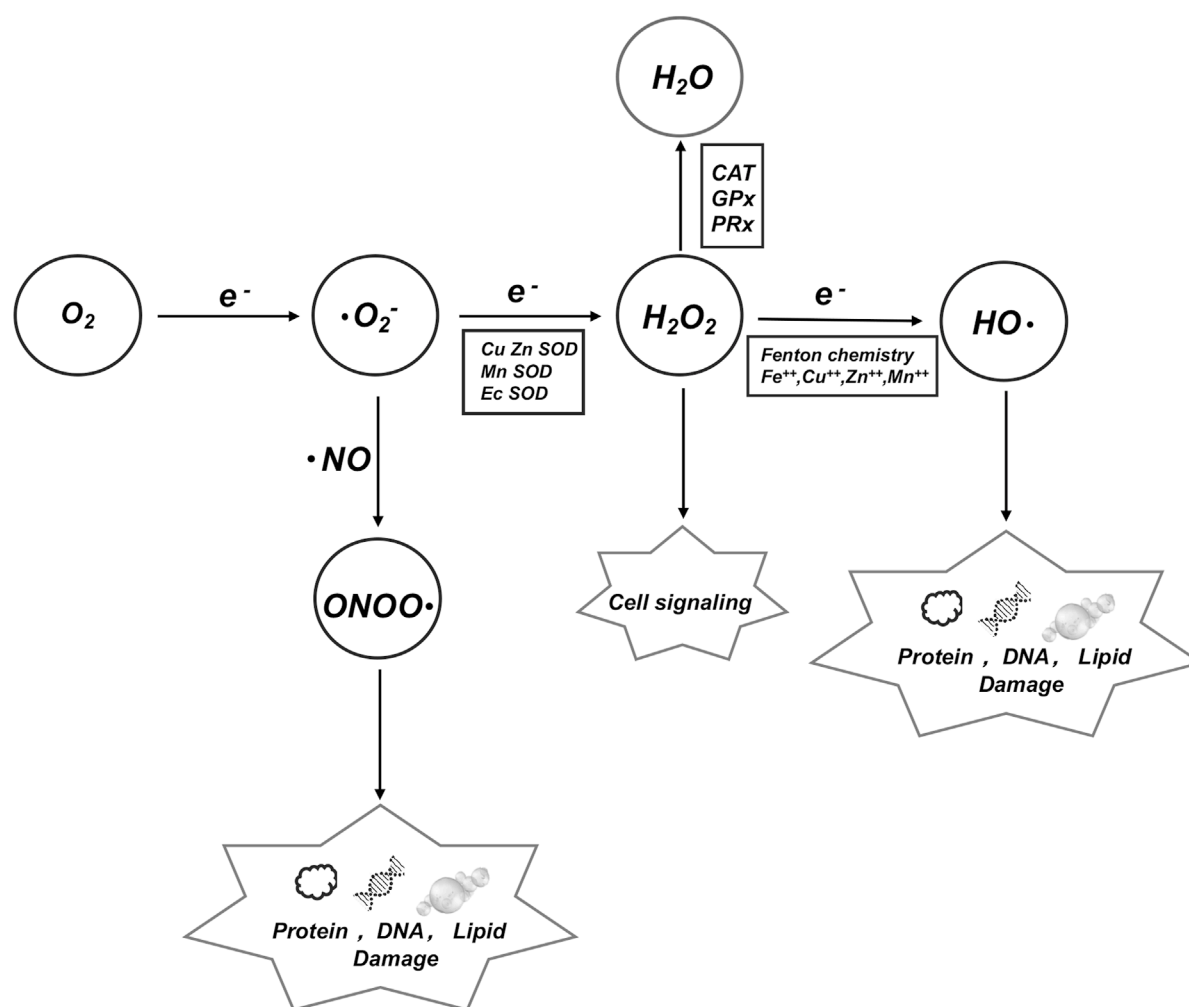 H₂O
CAT
GPx
PRx
O₂
e⁻
·O₂⁻
e⁻
Cu Zn SOD
Mn SOD
Ec SOD
H₂O₂
e⁻
Fenton chemistry
Fe⁺⁺,Cu⁺⁺,Zn⁺⁺,Mn⁺⁺
HO·
·NO
ONOO·
Cell signaling
Protein , DNA, Lipid
Damage
Protein , DNA, Lipid
Damage